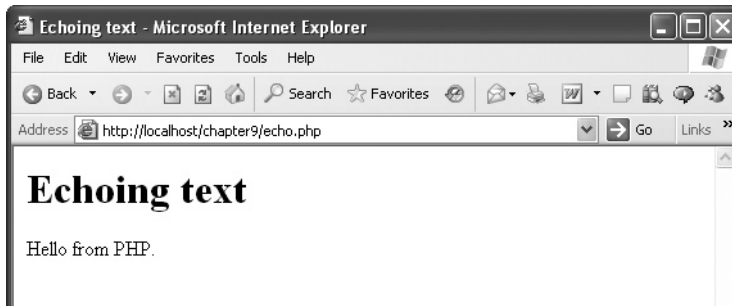 Echoing text - Microsoft Internet Explorer
File Edit View Favorites Tools Help
Back Search Favorites W
Address http://localhost/chapter9/echo.php Go Links »
Echoing text
Hello from PHP.